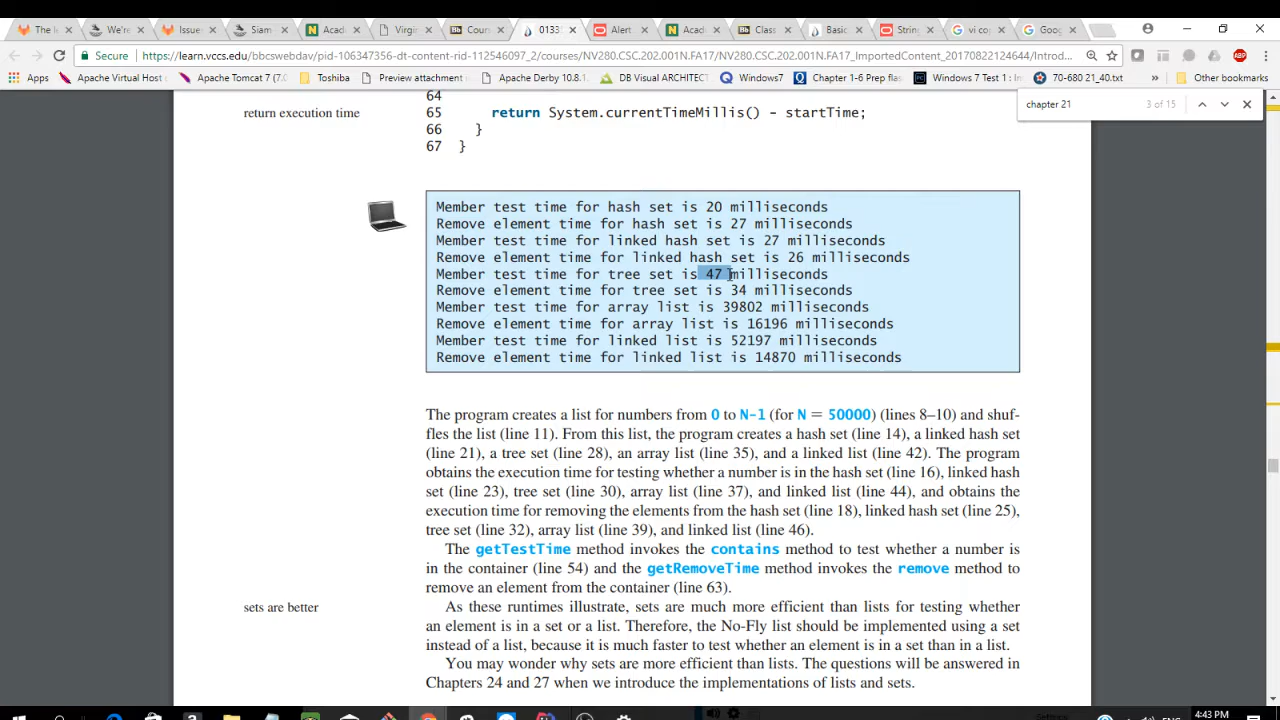 The I
We're
Issue:
Siam
Acad
Virgin
Cours
0133
Alert
Acad
Class
Basic
String
vi cop
Goog
Secure
https://learn.vccs.edu/bbcswebdav/pid-106347356-dt-content-rid-112546097_2/courses/NV280.CSC.202.001N.FA17/NV280.CSC.202.001N.FA17_ImportedContent_20170822124644/Introd...
Apps
Apache Virtual Host
Apache Tomcat 7 (7.0
Toshiba
Preview attachment
Apache Derby 10.8.1.
DB Visual ARCHITECT
Windows7
Chapter 1-6 Prep flas
Windows 7 Test 1: In
70-680 21_40.txt
»
Other bookmarks
chapter 21 3 of 15
64
return execution time 65 return System.currentTimeMillis() - startTime;
66 }
67 }
Member test time for hash set is 20 milliseconds
Remove element time for hash set is 27 milliseconds
Member test time for linked hash set is 27 milliseconds
Remove element time for linked hash set is 26 milliseconds
Member test time for tree set is 47 milliseconds
Remove element time for tree set is 34 milliseconds
Member test time for array list is 39802 milliseconds
Remove element time for array list is 16196 milliseconds
Member test time for linked list is 52197 milliseconds
Remove element time for linked list is 14870 milliseconds
The program creates a list for numbers from 0 to N-1 (for N = 50000) (lines 8–10) and shuf-
fles the list (line 11). From this list, the program creates a hash set (line 14), a linked hash set
(line 21), a tree set (line 28), an array list (line 35), and a linked list (line 42). The program
obtains the execution time for testing whether a number is in the hash set (line 16), linked hash
set (line 23), tree set (line 30), array list (line 37), and linked list (line 44), and obtains the
execution time for removing the elements from the hash set (line 18), linked hash set (line 25),
tree set (line 32), array list (line 39), and linked list (line 46).
The getTestTime method invokes the contains method to test whether a number is
in the container (line 54) and the getRemoveTime method invokes the remove method to
remove an element from the container (line 63).
sets are better As these runtimes illustrate, sets are much more efficient than lists for testing whether
an element is in a set or a list. Therefore, the No-Fly list should be implemented using a set
instead of a list, because it is much faster to test whether an element is in a set than in a list.
You may wonder why sets are more efficient than lists. The questions will be answered in
Chapters 24 and 27 when we introduce the implementations of lists and sets.
4:43 PM